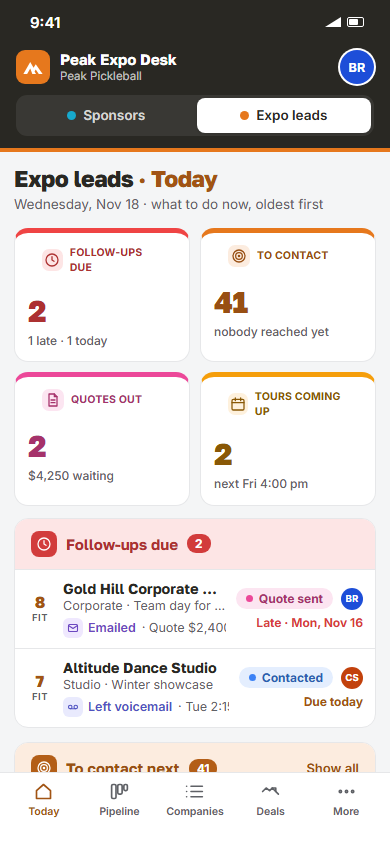 9:41
Peak Expo Desk
Peak Pickleball
BR
Sponsors
Expo leads
Expo leads · Today
Wednesday, Nov 18 · what to do now, oldest first
FOLLOW-UPS
DUE
2
1 late · 1 today
TO CONTACT
41
nobody reached yet
QUOTES OUT
2
$4,250 waiting
TOURS COMING
UP
2
next Fri 4:00 pm
Follow-ups due 2
8
FIT
Gold Hill Corporate ...
Corporate · Team day for ...
Emailed · Quote $2,400
Quote sent
BR
Late · Mon, Nov 16
7
FIT
Altitude Dance Studio
Studio · Winter showcase
Left voicemail · Tue 2:15
Contacted
CS
Due today
To contact next 41
Show all
Today
Pipeline
Companies
Deals
More